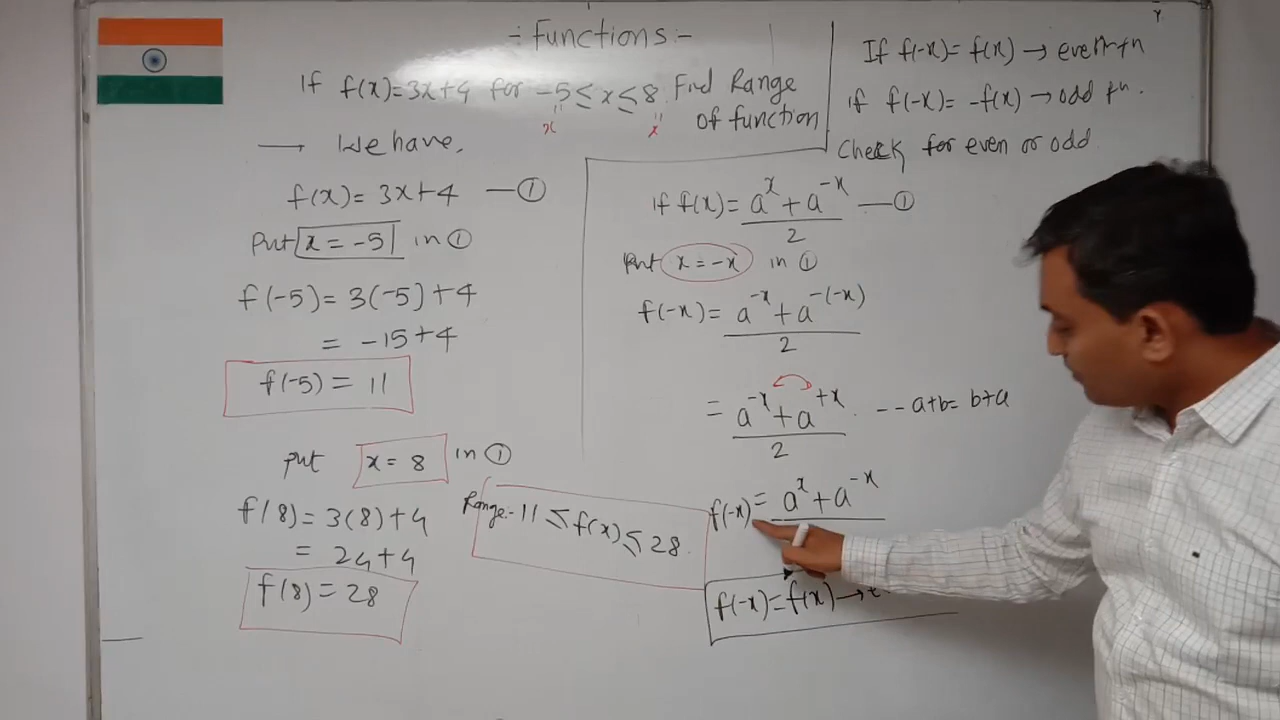 = Functions:-
If f(x)=3x+4 for -5≤x≤8 Find Range
of function
x
x
→ We have,
f(x)= 3x+4 —①
Put x = -5 in ①
f(-5)= 3(-5)+4
= -15+4
f(-5) = 11
put x = 8 in ①
f(8)= 3(8)+4
= 24+4
f(8)= 28
Range:- 11 ≤ f(x) ≤ 28.
If f(-x)= f(x) → even fn
if f(-x)= -f(x) → odd fn.
Check for even or odd
If f(x)= a^x + a^-x —①
2
Put x = -x in ①
f(-x)= a^-x + a^-(-x)
2
= a^-x + a^+x . -- a+b= b+a
2
f(-x)= a^x + a^-x
f(-x)=f(x)→